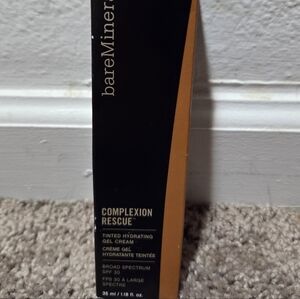 bareMinera
COMPLEXION
RESCUE™
TINTED HYDRATING
GEL CREAM
CRÈME GEL
HYDRATANTE TEINTÉE
BROAD SPECTRUM
SPF 30
FPS 30 À LARGE
SPECTRE
35 ml / 1.18 fl. oz.